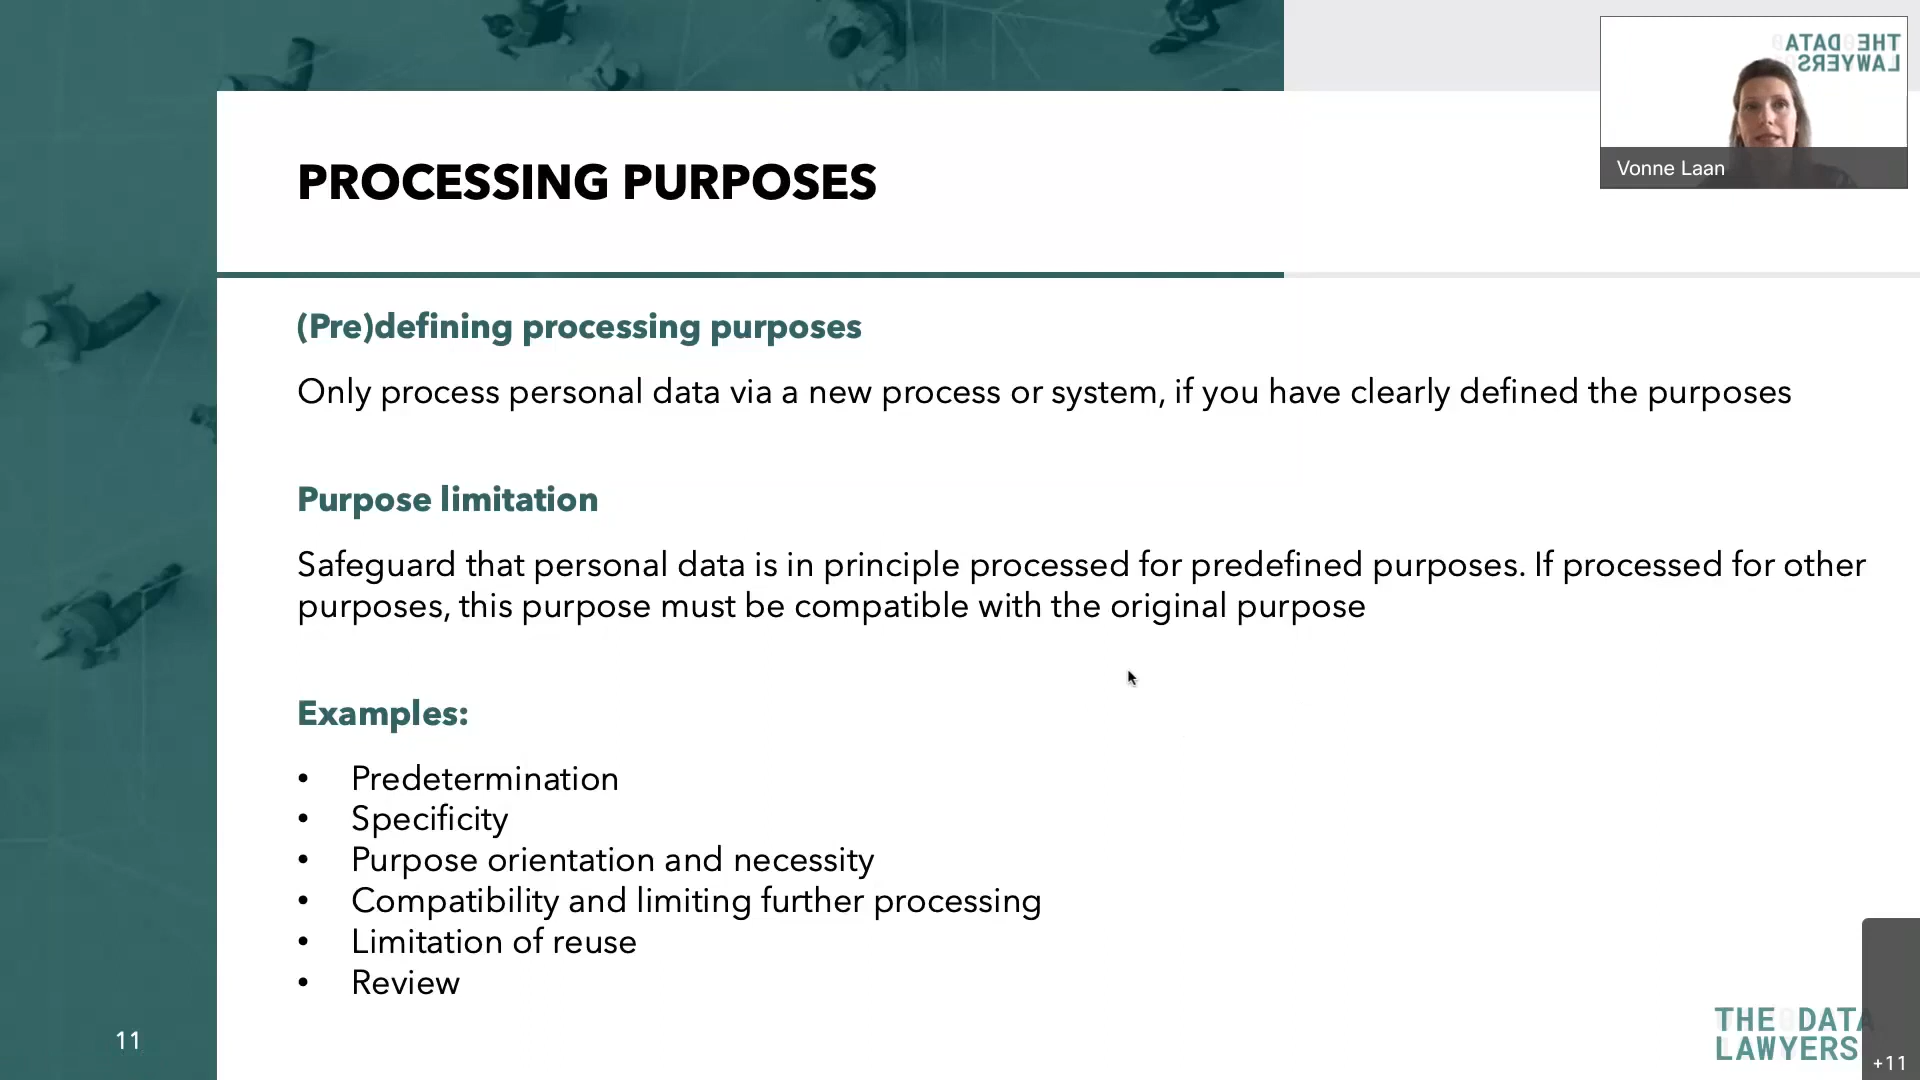 THE DATA
LAWYERS
Vonne Laan
PROCESSING PURPOSES
(Pre)defining processing purposes
Only process personal data via a new process or system, if you have clearly defined the purposes
Purpose limitation
Safeguard that personal data is in principle processed for predefined purposes. If processed for other
purposes, this purpose must be compatible with the original purpose
Examples:
• Predetermination
• Specificity
• Purpose orientation and necessity
• Compatibility and limiting further processing
• Limitation of reuse
• Review
11
THE DATA
LAWYERS
+11